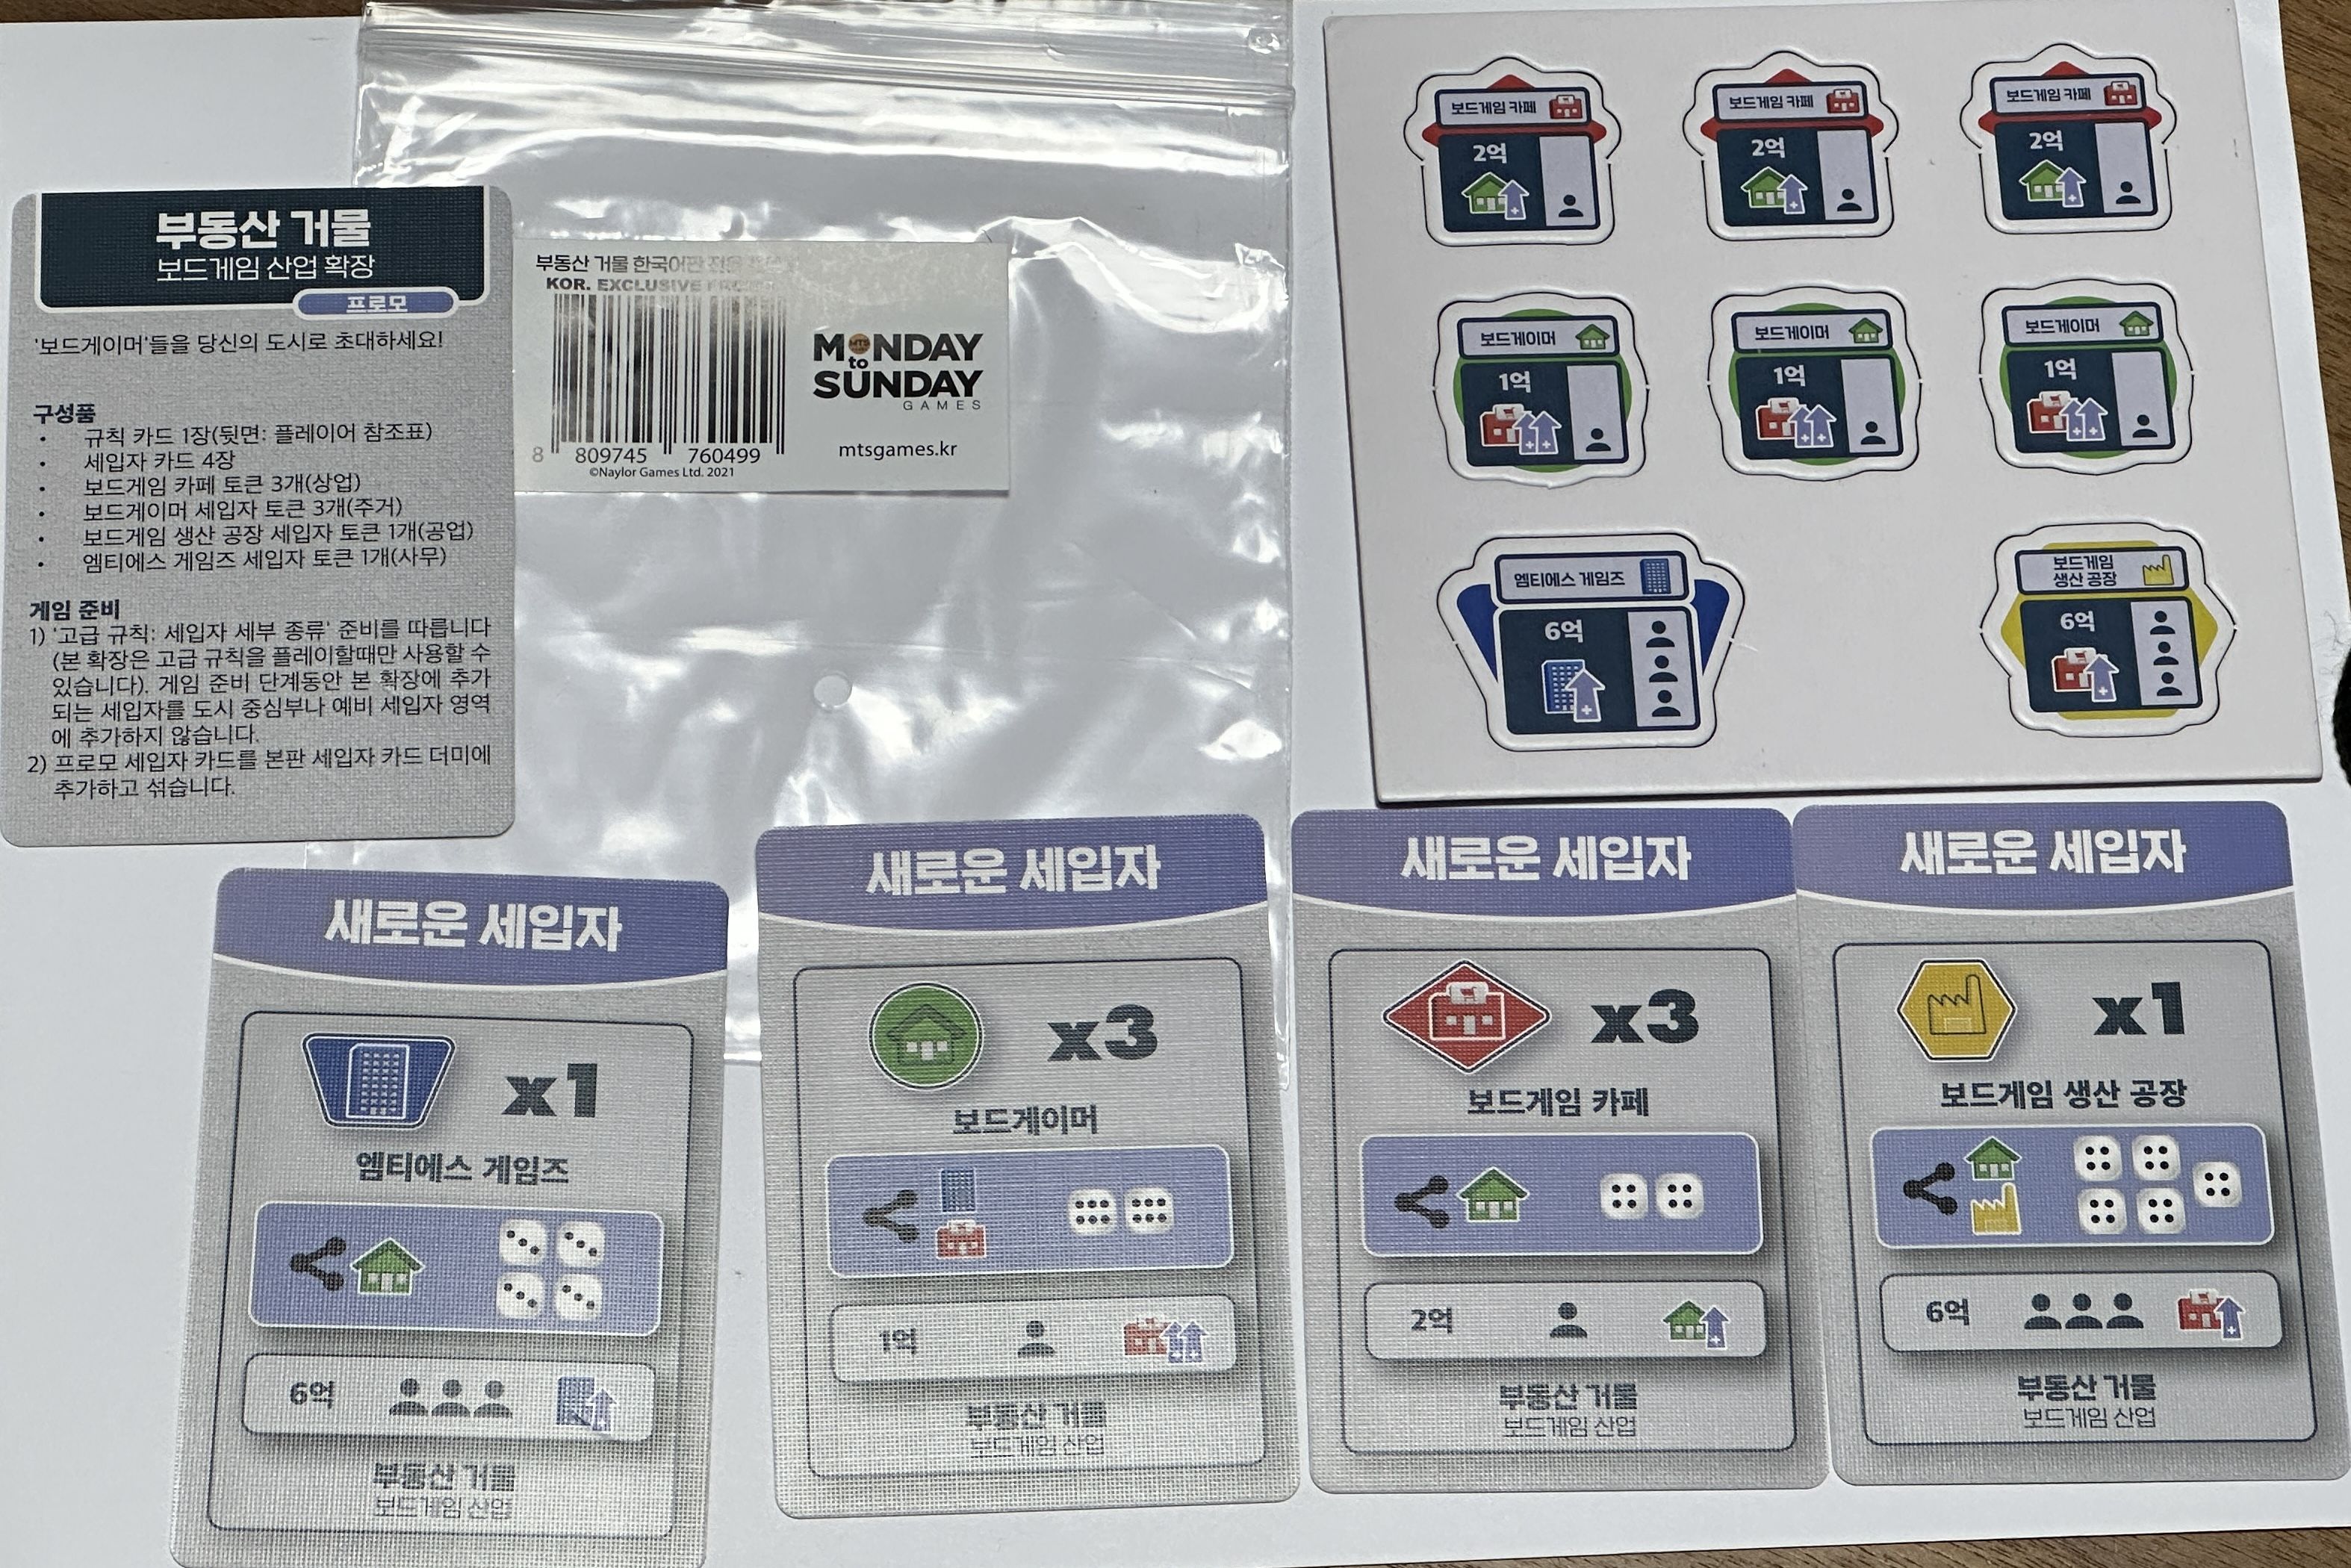 부동산 거물
보드게임 산업 확장
프로모
'보드게이머'들을 당신의 도시로 초대하세요!
구성품
• 규칙 카드 1장(뒷면: 플레이어 참조표)
• 세입자 카드 4장
• 보드게임 카페 토큰 3개(상업)
• 보드게이머 세입자 토큰 3개(주거)
• 보드게임 생산 공장 세입자 토큰 1개(공업)
• 엠티에스 게임즈 세입자 토큰 1개(사무)
게임 준비
1) '고급 규칙: 세입자 세부 종류' 준비를 따릅니다
(본 확장은 고급 규칙을 플레이할때만 사용할 수
있습니다). 게임 준비 단계동안 본 확장에 추가
되는 세입자를 도시 중심부나 예비 세입자 영역
에 추가하지 않습니다.
2) 프로모 세입자 카드를 본판 세입자 카드 더미에
추가하고 섞습니다.
부동산 거물 한국어판
KOR. EXCLUSIVE
8 809745 760499
©Naylor Games Ltd. 2021
MONDAY
MTS
to
SUNDAY
GAMES
mtsgames.kr
보드게임 카페
2억
보드게임 카페
2억
보드게임 카페
2억
보드게이머
1억
보드게이머
1억
보드게이머
1억
엠티에스 게임즈
6억
보드게임
생산 공장
6억
새로운 세입자
x1
엠티에스 게임즈
6억
부동산 거물
보드게임 산업
새로운 세입자
x3
보드게이머
1억
부동산 거물
보드게임 산업
새로운 세입자
x3
보드게임 카페
2억
부동산 거물
보드게임 산업
새로운 세입자
x1
보드게임 생산 공장
6억
부동산 거물
보드게임 산업